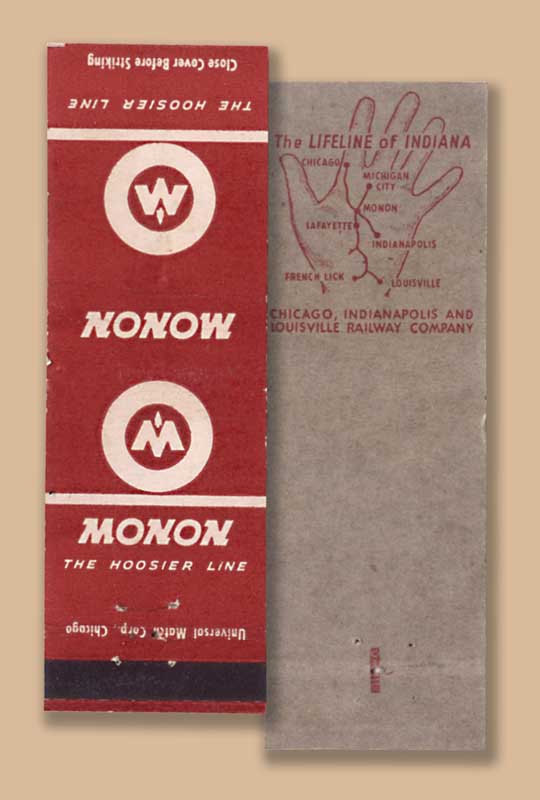 Close Cover Before Striking
THE HOOSIER LINE
M
MONON
M
MONON
THE HOOSIER LINE
Universal Match Corp., Chicago
The LIFELINE of INDIANA
CHICAGO
MICHIGAN
CITY
MONON
LAFAYETTE
INDIANAPOLIS
FRENCH LICK
LOUISVILLE
CHICAGO, INDIANAPOLIS AND
LOUISVILLE RAILWAY COMPANY